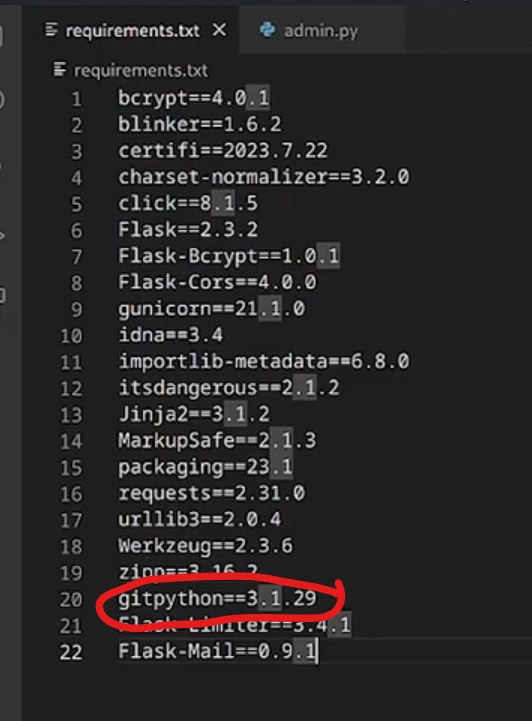 requirements.txt × admin.py
requirements.txt
1 bcrypt==4.0.1
2 blinker==1.6.2
3 certifi==2023.7.22
4 charset-normalizer==3.2.0
5 click==8.1.5
6 Flask==2.3.2
7 Flask-Bcrypt==1.0.1
8 Flask-Cors==4.0.0
9 gunicorn==21.1.0
10 idna==3.4
11 importlib-metadata==6.8.0
12 itsdangerous==2.1.2
13 Jinja2==3.1.2
14 MarkupSafe==2.1.3
15 packaging==23.1
16 requests==2.31.0
17 urllib3==2.0.4
18 Werkzeug==2.3.6
19 zipp==3.16.2
20 gitpython==3.1.29
21 Flask-Limiter==3.4.1
22 Flask-Mail==0.9.1